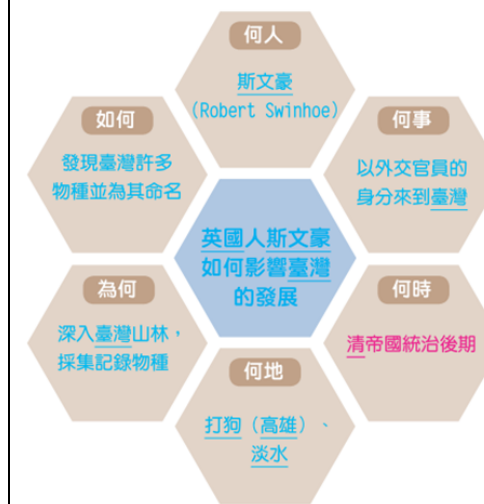 何人
斯文豪
(Robert Swinhoe)
如何
發現臺灣許多
物種並為其命名
何事
以外交官員的
身分來到臺灣
英國人斯文豪
如何影響臺灣
的發展
為何
深入臺灣山林，
採集記錄物種
何時
清帝國統治後期
何地
打狗（高雄）、
淡水